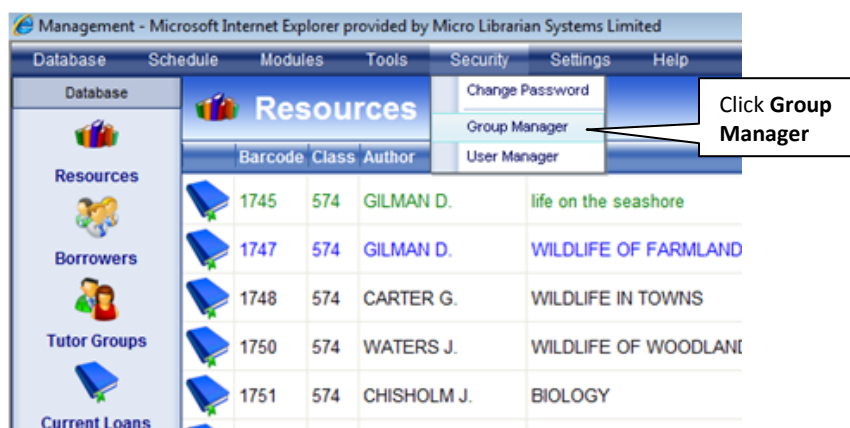 Management - Microsoft Internet Explorer provided by Micro Librarian Systems Limited
Database Schedule Modules Tools Security Settings Help
Database
Resources
Change Password
Group Manager
User Manager
Click Group
Manager
Barcode Class Author
Resources
Borrowers
Tutor Groups
Current Loans
1745 574 GILMAN D. life on the seashore
1747 574 GILMAN D. WILDLIFE OF FARMLAND
1748 574 CARTER G. WILDLIFE IN TOWNS
1750 574 WATERS J. WILDLIFE OF WOODLAND
1751 574 CHISHOLM J. BIOLOGY